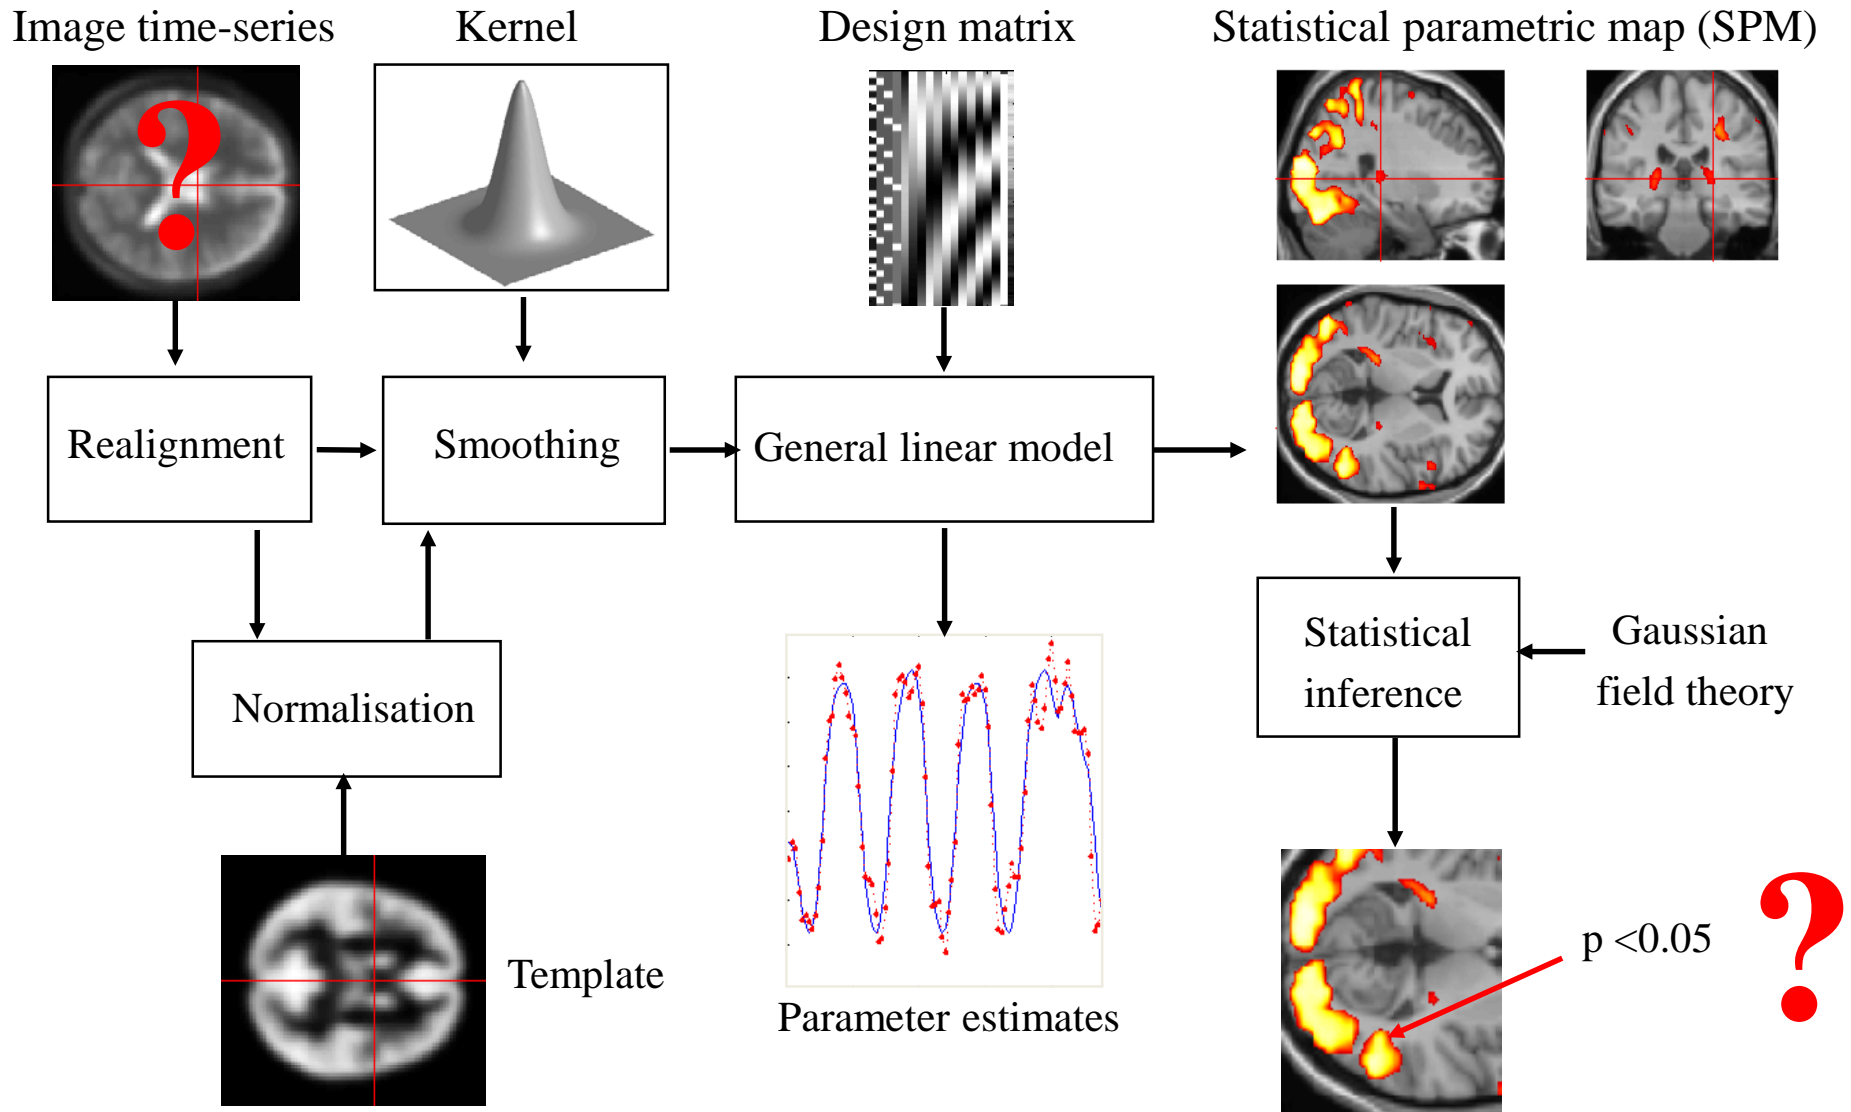 Image time-series
Kernel
Design matrix
Statistical parametric map (SPM)
?
Realignment
Smoothing
General linear model
Statistical
inference
Gaussian
field theory
Normalisation
Template
Parameter estimates
p <0.05
?